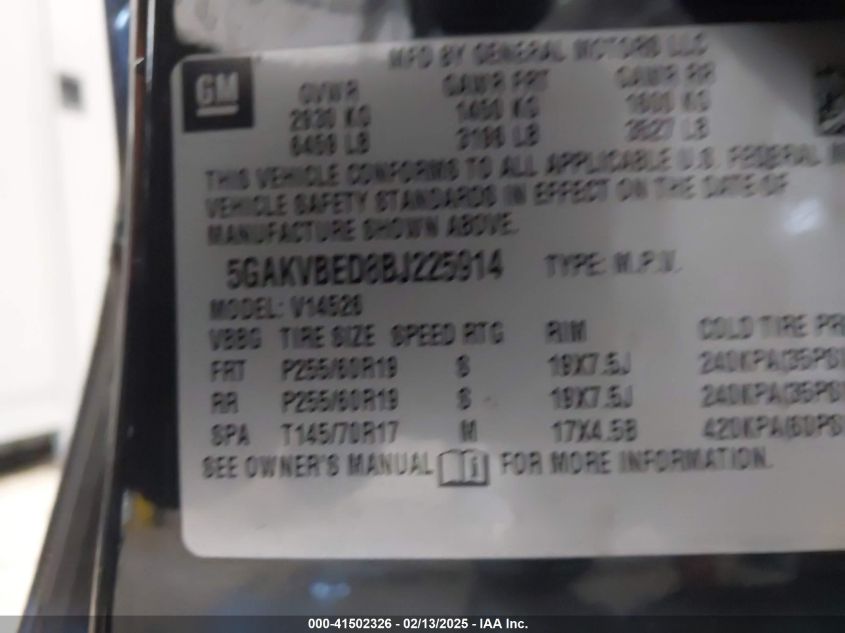 MFD BY GENERAL MOTORS LLC
GM
GVWR GAWR FRT GAWR RR
2930 KG 1450 KG 1600 KG
6459 LB 3196 LB 3527 LB
THIS VEHICLE CONFORMS TO ALL APPLICABLE U.S. FEDERAL M
VEHICLE SAFETY STANDARDS IN EFFECT ON THE DATE OF
MANUFACTURE SHOWN ABOVE.
5GAKVBED8BJ225914 TYPE: M.P.V.
MODEL: V14526
VBBG TIRE SIZE SPEED RTG RIM COLD TIRE PR
FRT P255/60R19 S 19X7.5J 240KPA(35PSI
RR P255/60R19 S 19X7.5J 240KPA(35PSI
SPA T145/70R17 M 17X4.5B 420KPA(60PSI
SEE OWNER'S MANUAL FOR MORE INFORMATION.
000-41502326 - 02/13/2025 - IAA Inc.